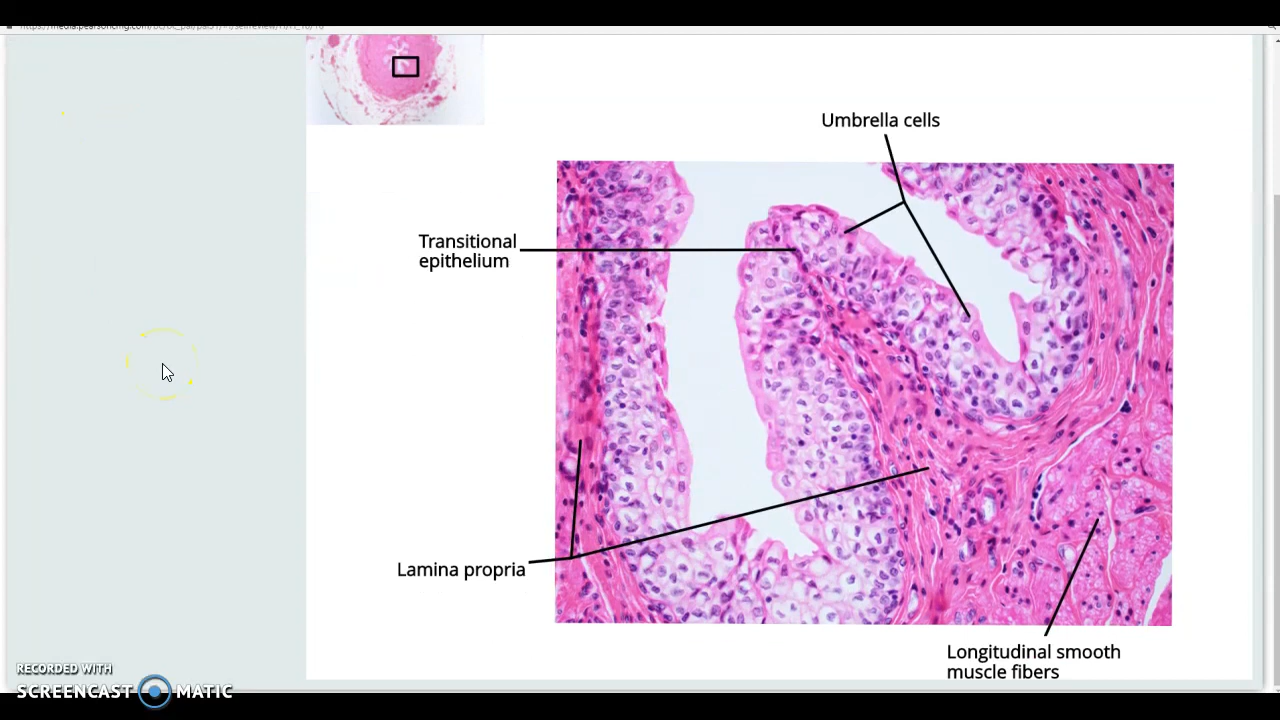 Umbrella cells
Transitional
epithelium
Lamina propria
Longitudinal smooth
muscle fibers
RECORDED WITH
SCREENCAST MATIC